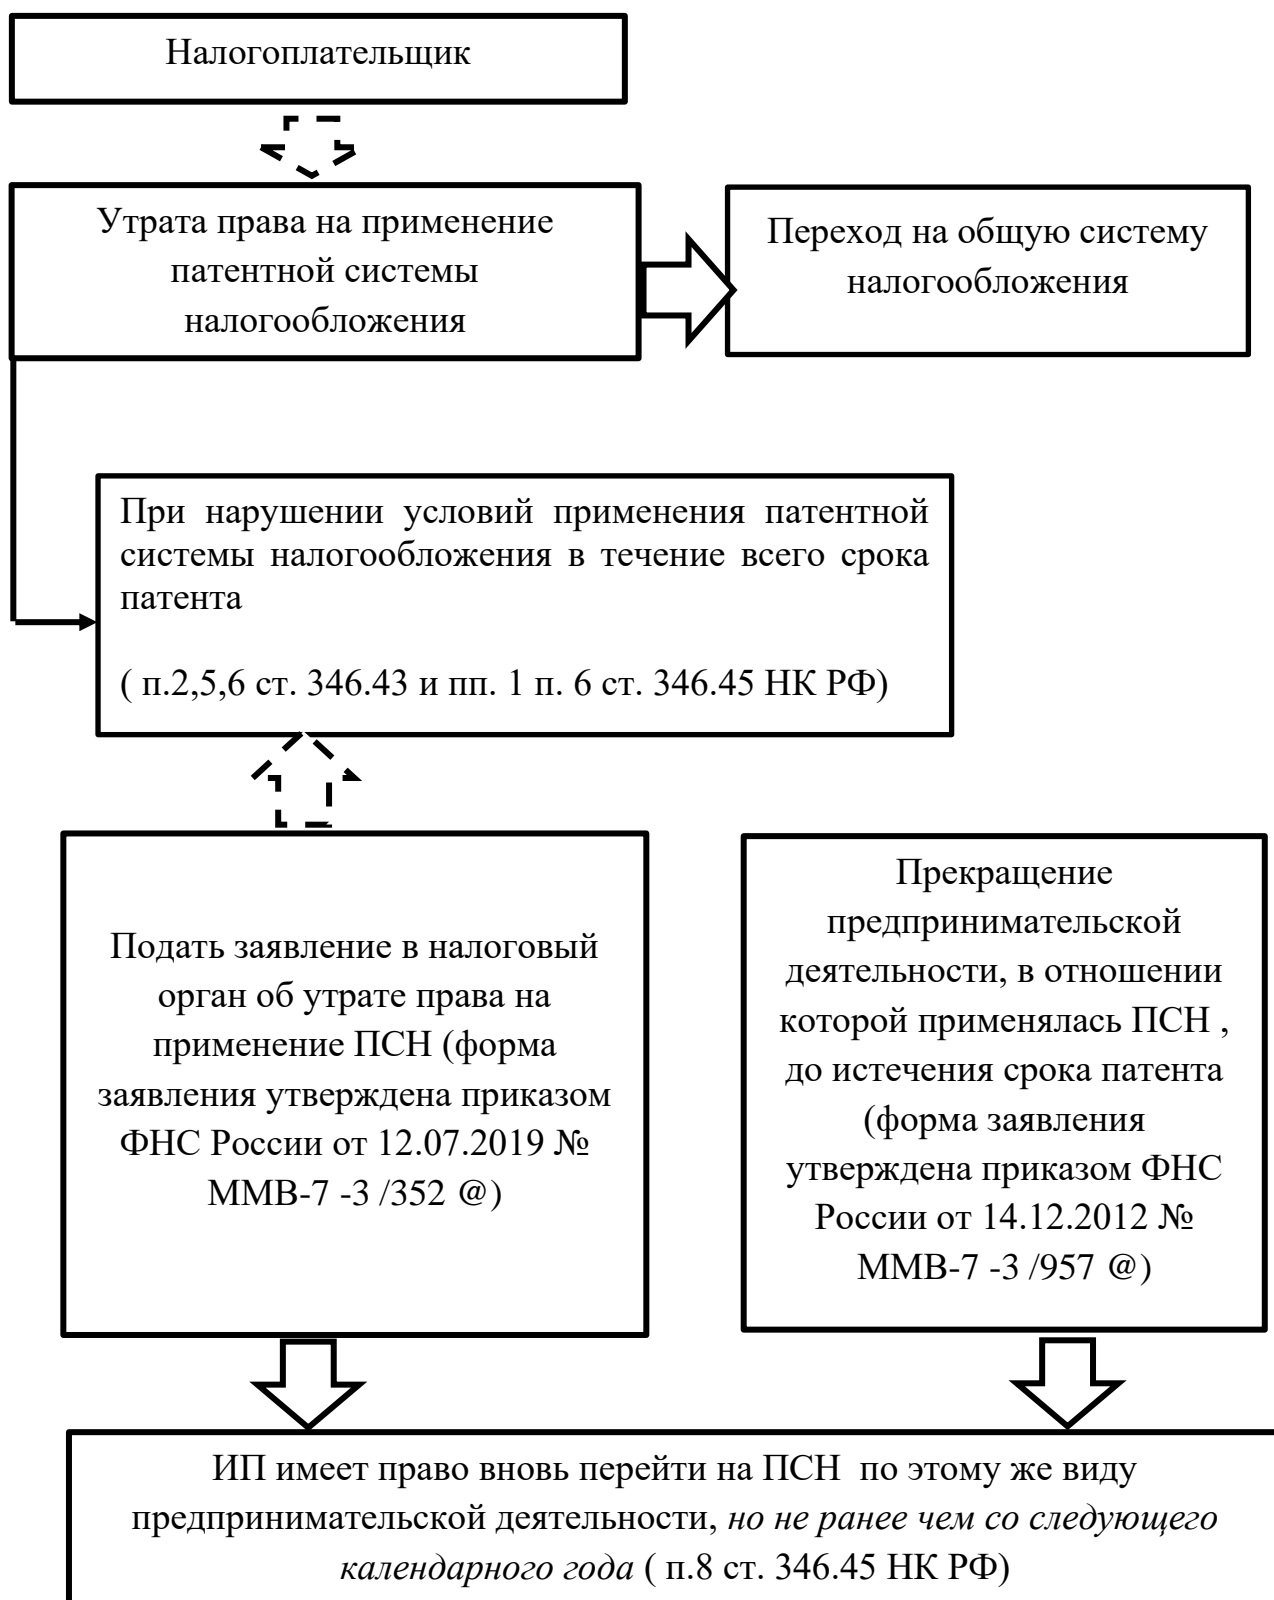 Налогоплательщик
Утрата права на применение
патентной системы
налогообложения
Переход на общую систему
налогообложения
При нарушении условий применения патентной
системы налогообложения в течение всего срока
патента
( п.2,5,6 ст. 346.43 и пп. 1 п. 6 ст. 346.45 НК РФ)
Подать заявление в налоговый
орган об утрате права на
применение ПСН (форма
заявления утверждена приказом
ФНС России от 12.07.2019 №
ММВ-7 -3 /352 @)
Прекращение
предпринимательской
деятельности, в отношении
которой применялась ПСН ,
до истечения срока патента
(форма заявления
утверждена приказом ФНС
России от 14.12.2012 №
ММВ-7 -3 /957 @)
ИП имеет право вновь перейти на ПСН  по этому же виду
предпринимательской деятельности, но не ранее чем со следующего
календарного года ( п.8 ст. 346.45 НК РФ)